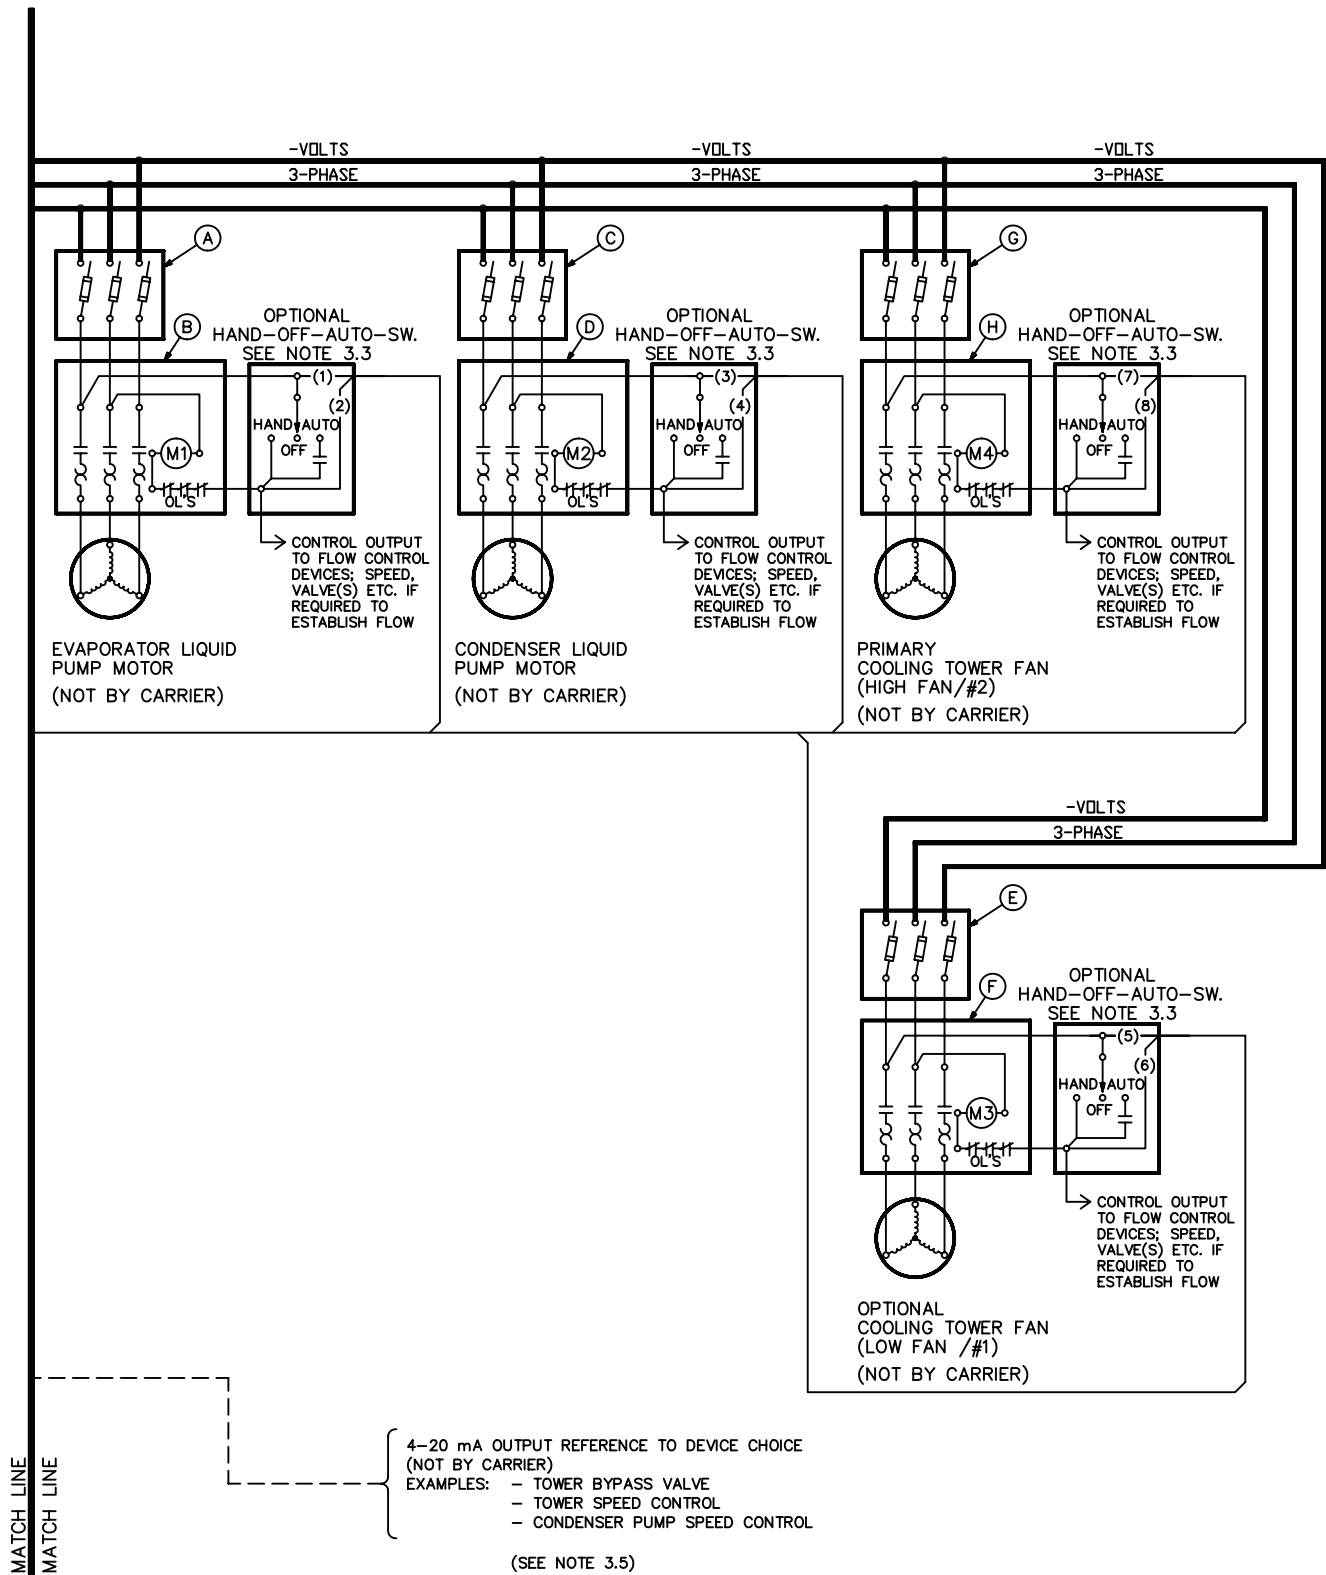 -VOLTS
3-PHASE
-VOLTS
3-PHASE
-VOLTS
3-PHASE
A
B
OPTIONAL
HAND-OFF-AUTO-SW.
SEE NOTE 3.3
(1)
(2)
HAND AUTO
OFF
M1
OL'S
CONTROL OUTPUT
TO FLOW CONTROL
DEVICES; SPEED,
VALVE(S) ETC. IF
REQUIRED TO
ESTABLISH FLOW
EVAPORATOR LIQUID
PUMP MOTOR
(NOT BY CARRIER)
C
D
OPTIONAL
HAND-OFF-AUTO-SW.
SEE NOTE 3.3
(3)
(4)
HAND AUTO
OFF
M2
OL'S
CONTROL OUTPUT
TO FLOW CONTROL
DEVICES; SPEED,
VALVE(S) ETC. IF
REQUIRED TO
ESTABLISH FLOW
CONDENSER LIQUID
PUMP MOTOR
(NOT BY CARRIER)
G
H
OPTIONAL
HAND-OFF-AUTO-SW.
SEE NOTE 3.3
(7)
(8)
HAND AUTO
OFF
M4
OL'S
CONTROL OUTPUT
TO FLOW CONTROL
DEVICES; SPEED,
VALVE(S) ETC. IF
REQUIRED TO
ESTABLISH FLOW
PRIMARY
COOLING TOWER FAN
(HIGH FAN/#2)
(NOT BY CARRIER)
-VOLTS
3-PHASE
E
F
OPTIONAL
HAND-OFF-AUTO-SW.
SEE NOTE 3.3
(5)
(6)
HAND AUTO
OFF
M3
OL'S
CONTROL OUTPUT
TO FLOW CONTROL
DEVICES; SPEED,
VALVE(S) ETC. IF
REQUIRED TO
ESTABLISH FLOW
OPTIONAL
COOLING TOWER FAN
(LOW FAN /#1)
(NOT BY CARRIER)
4-20 mA OUTPUT REFERENCE TO DEVICE CHOICE
(NOT BY CARRIER)
EXAMPLES: - TOWER BYPASS VALVE
- TOWER SPEED CONTROL
- CONDENSER PUMP SPEED CONTROL
(SEE NOTE 3.5)
MATCH LINE
MATCH LINE